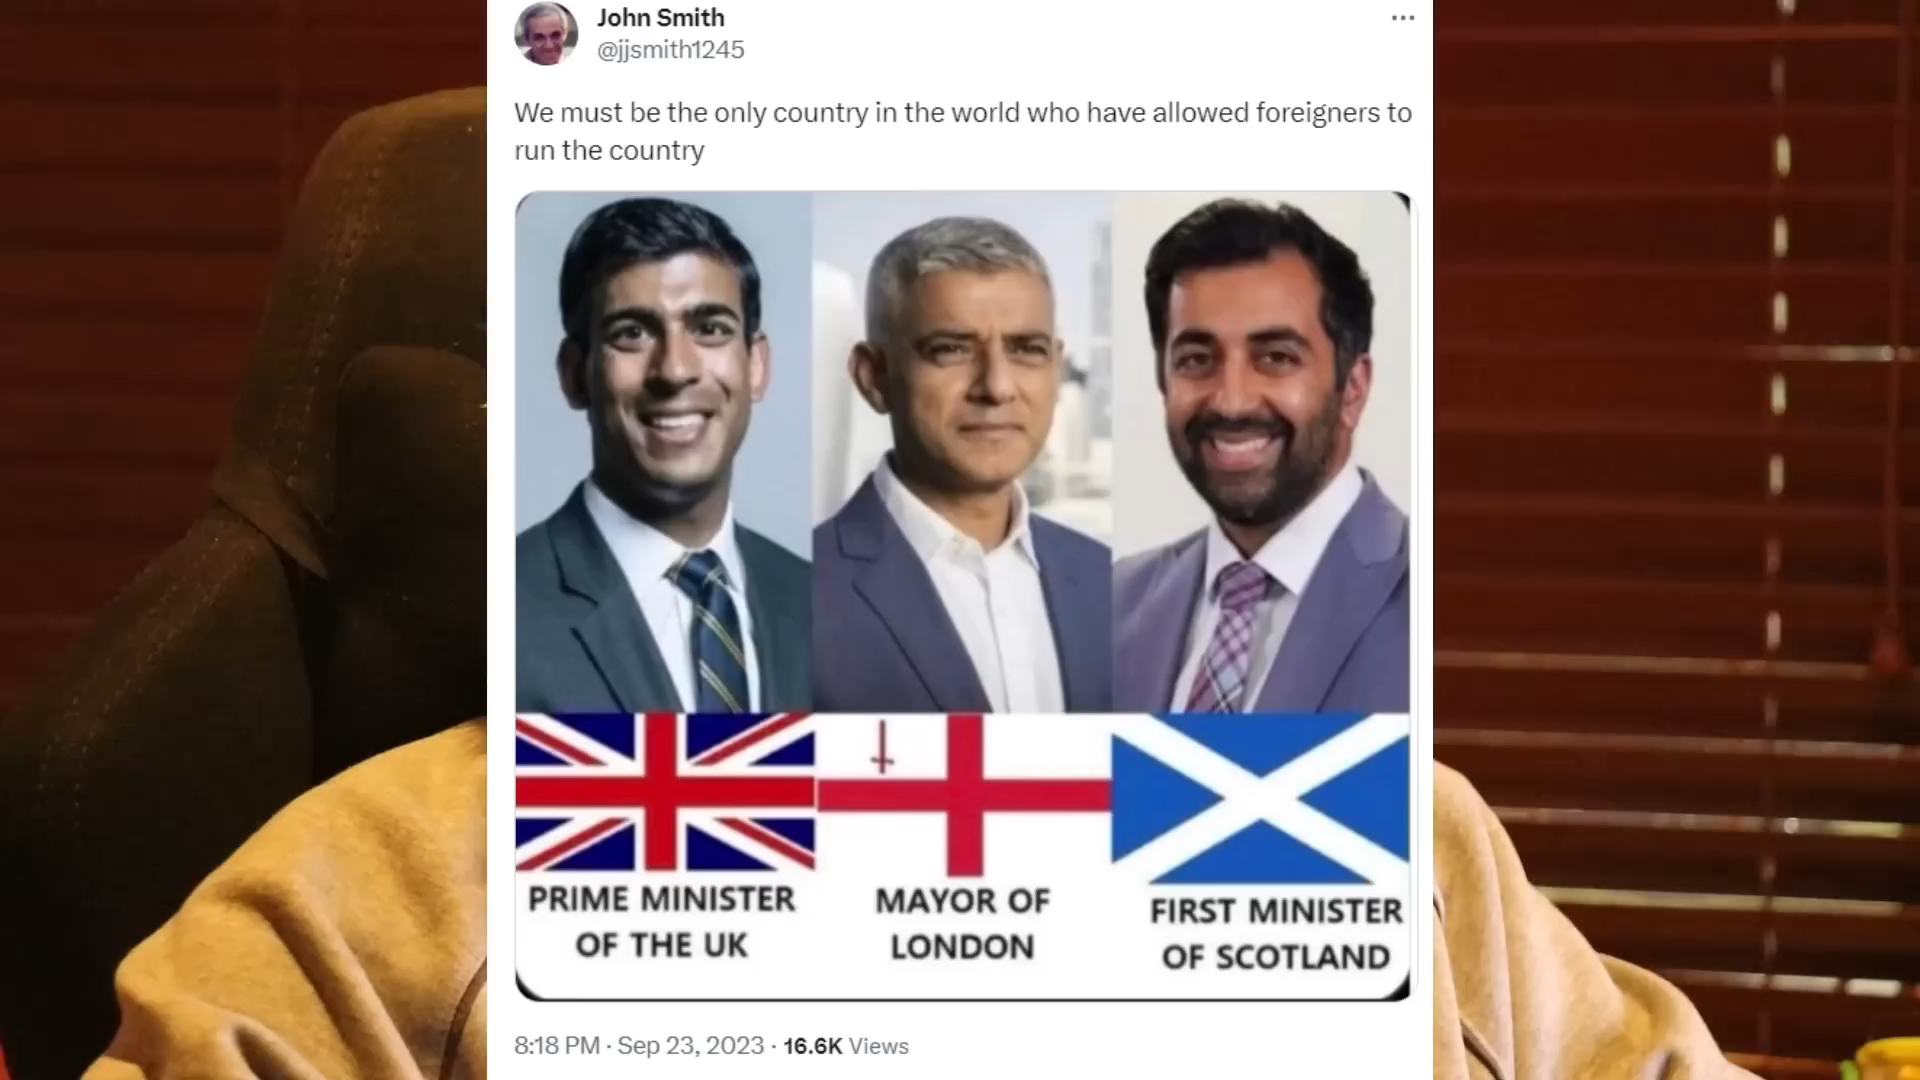 John Smith
@jjsmith1245
We must be the only country in the world who have allowed foreigners to
run the country
PRIME MINISTER
OF THE UK
MAYOR OF
LONDON
FIRST MINISTER
OF SCOTLAND
8:18 PM · Sep 23, 2023 · 16.6K Views